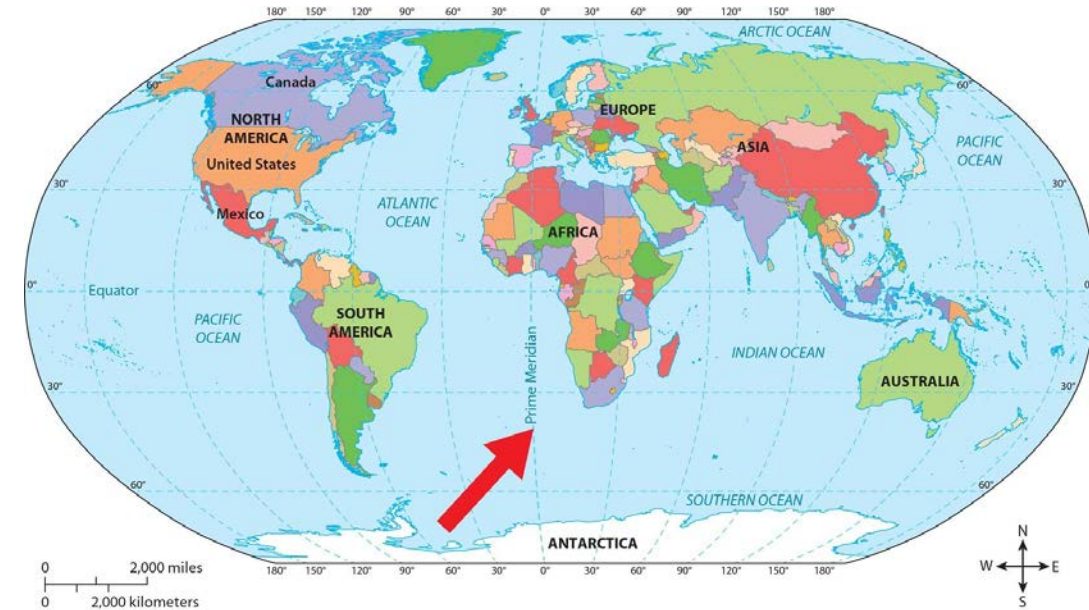 180° 150° 120° 90° 60° 30° 0° 30° 60° 90° 120° 150° 180°
ARCTIC OCEAN
60°
60°
Canada
EUROPE
NORTH
AMERICA
ASIA
PACIFIC
OCEAN
United States
30°
30°
ATLANTIC
OCEAN
Mexico
AFRICA
0°
0°
Equator
PACIFIC
OCEAN
SOUTH
AMERICA
Prime Meridian
INDIAN OCEAN
AUSTRALIA
30°
30°
60°
60°
SOUTHERN OCEAN
ANTARCTICA
180° 150° 120° 90° 60° 30° 0° 30° 60° 90° 120° 150° 180°
0 2,000 miles
0 2,000 kilometers
N
W E
S